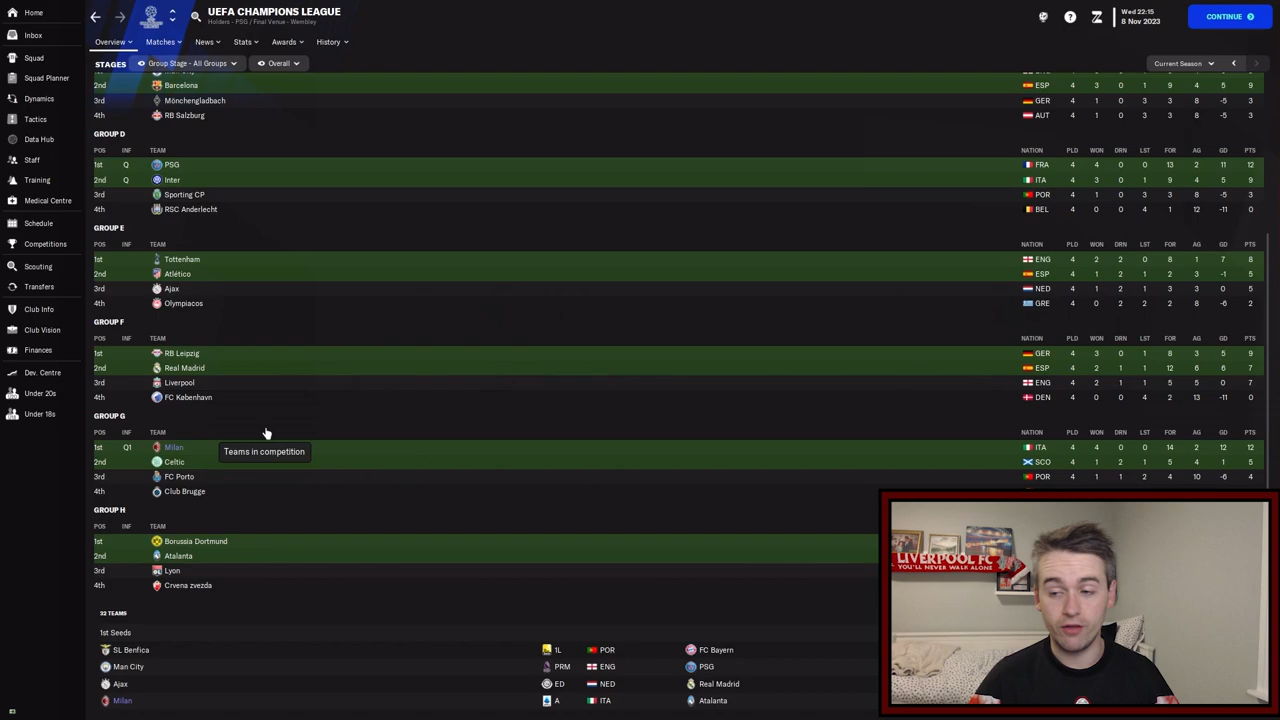 Home
Inbox
Squad
Squad Planner
Dynamics
Tactics
Data Hub
Staff
Training
Medical Centre
Schedule
Competitions
Scouting
Transfers
Club Info
Club Vision
Finances
Dev. Centre
Under 20s
Under 18s
UEFA CHAMPIONS LEAGUE
Holders - PSG / Final Venue - Wembley
Wed 22:15
8 Nov 2023
CONTINUE
Overview Matches News Stats Awards History
STAGES Group Stage - All Groups Overall Current Season
2nd Barcelona ESP 4 3 0 1 9 4 5 9
3rd Mönchengladbach GER 4 1 0 3 3 8 -5 3
4th RB Salzburg AUT 4 1 0 3 3 8 -5 3
GROUP D
POS INF TEAM NATION PLD WON DRN LST FOR AG GD PTS
1st Q PSG FRA 4 4 0 0 13 2 11 12
2nd Q Inter ITA 4 3 0 1 9 4 5 9
3rd Sporting CP POR 4 1 0 3 3 8 -5 3
4th RSC Anderlecht BEL 4 0 0 4 1 12 -11 0
GROUP E
POS INF TEAM NATION PLD WON DRN LST FOR AG GD PTS
1st Tottenham ENG 4 2 2 0 8 1 7 8
2nd Atlético ESP 4 1 2 1 2 3 -1 5
3rd Ajax NED 4 1 2 1 3 3 0 5
4th Olympiacos GRE 4 0 2 2 2 8 -6 2
GROUP F
POS INF TEAM NATION PLD WON DRN LST FOR AG GD PTS
1st RB Leipzig GER 4 3 0 1 8 3 5 9
2nd Real Madrid ESP 4 2 1 1 12 6 6 7
3rd Liverpool ENG 4 2 1 1 5 5 0 7
4th FC København DEN 4 0 0 4 2 13 -11 0
GROUP G
POS INF TEAM NATION PLD WON DRN LST FOR AG GD PTS
1st Q1 Milan ITA 4 4 0 0 14 2 12 12
Teams in competition
2nd Celtic SCO 4 1 2 1 5 4 1 5
3rd FC Porto POR 4 1 1 2 4 10 -6 4
4th Club Brugge
GROUP H
POS INF TEAM
1st Borussia Dortmund
2nd Atalanta
3rd Lyon
4th Crvena zvezda
32 TEAMS
1st Seeds
SL Benfica 1L POR FC Bayern
Man City PRM ENG PSG
Ajax ED NED Real Madrid
Milan A ITA Atalanta
LIVERPOOL FC
YOU'LL NEVER WALK ALONE